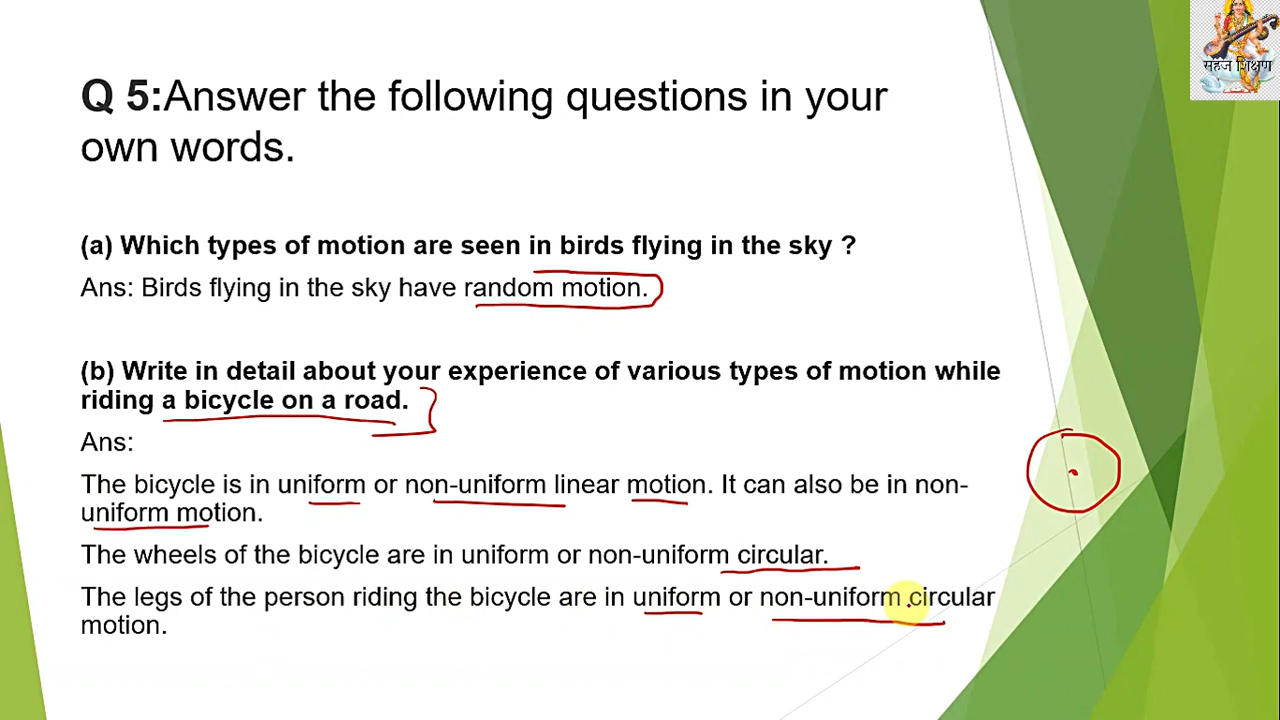 सहज शिक्षण
Q 5:Answer the following questions in your
own words.
(a) Which types of motion are seen in birds flying in the sky ?
Ans: Birds flying in the sky have random motion.
(b) Write in detail about your experience of various types of motion while
riding a bicycle on a road.
Ans:
The bicycle is in uniform or non-uniform linear motion. It can also be in non-
uniform motion.
The wheels of the bicycle are in uniform or non-uniform circular.
The legs of the person riding the bicycle are in uniform or non-uniform circular
motion.